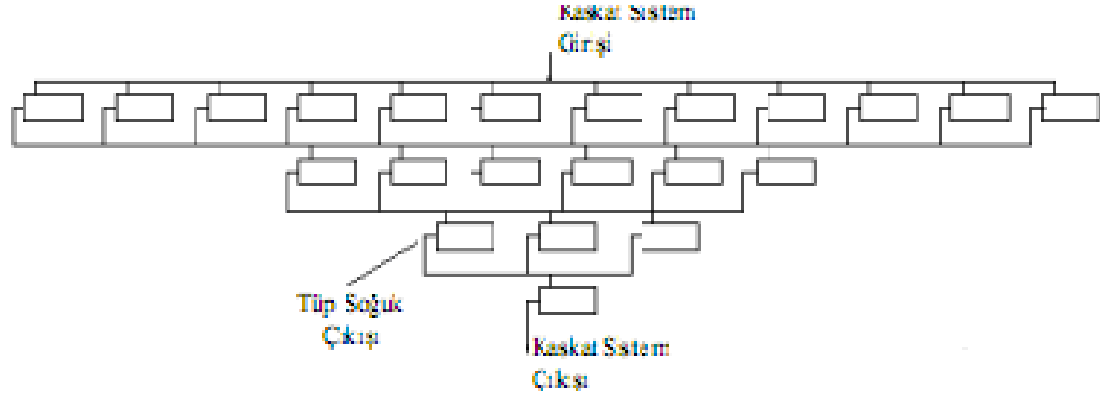 Kaskat Sistem
Girişi
Tüp Soğuk
Çıkışı
Kaskat Sistem
Çıkışı